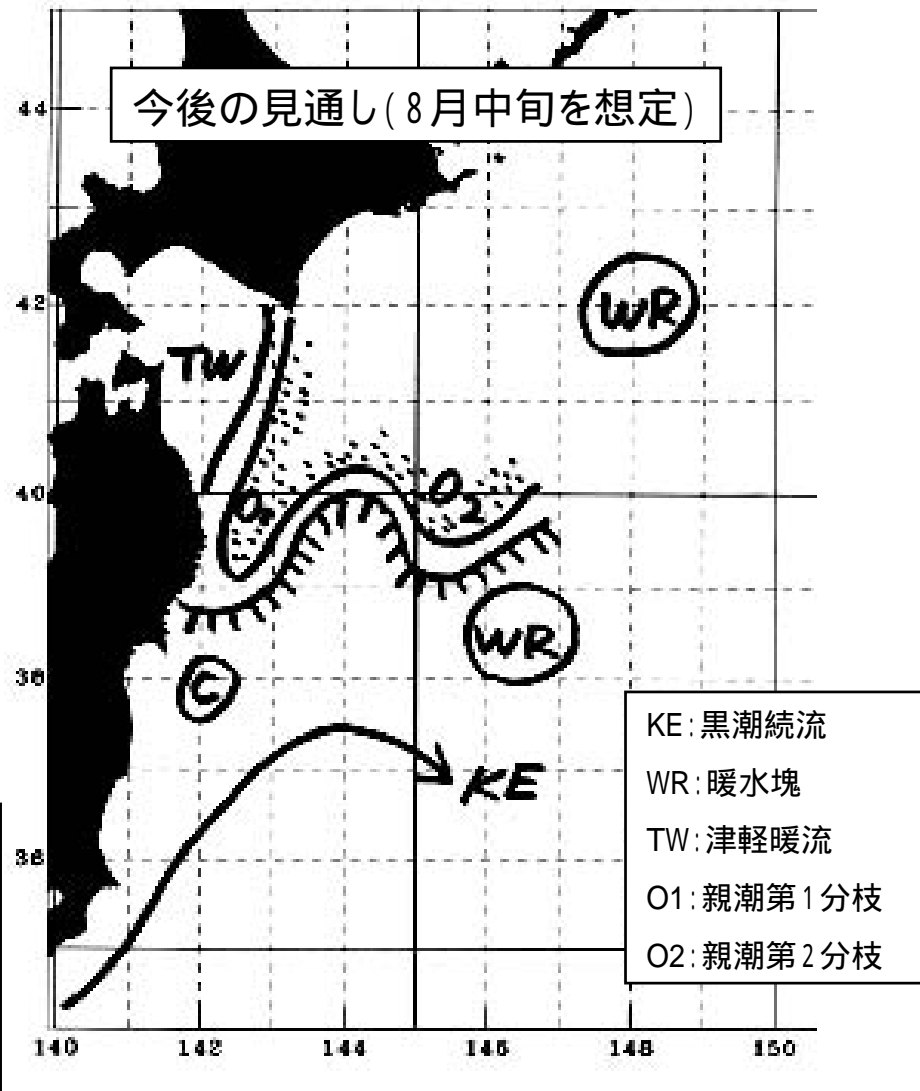 今後の見通し(8月中旬を想定)
44
42
WR
TW
40
O₁
O₂
WR
38
C
KE
36
KE:黒潮続流
WR:暖水塊
TW:津軽暖流
O1:親潮第1分枝
O2:親潮第2分枝
140 142 144 146 148 150